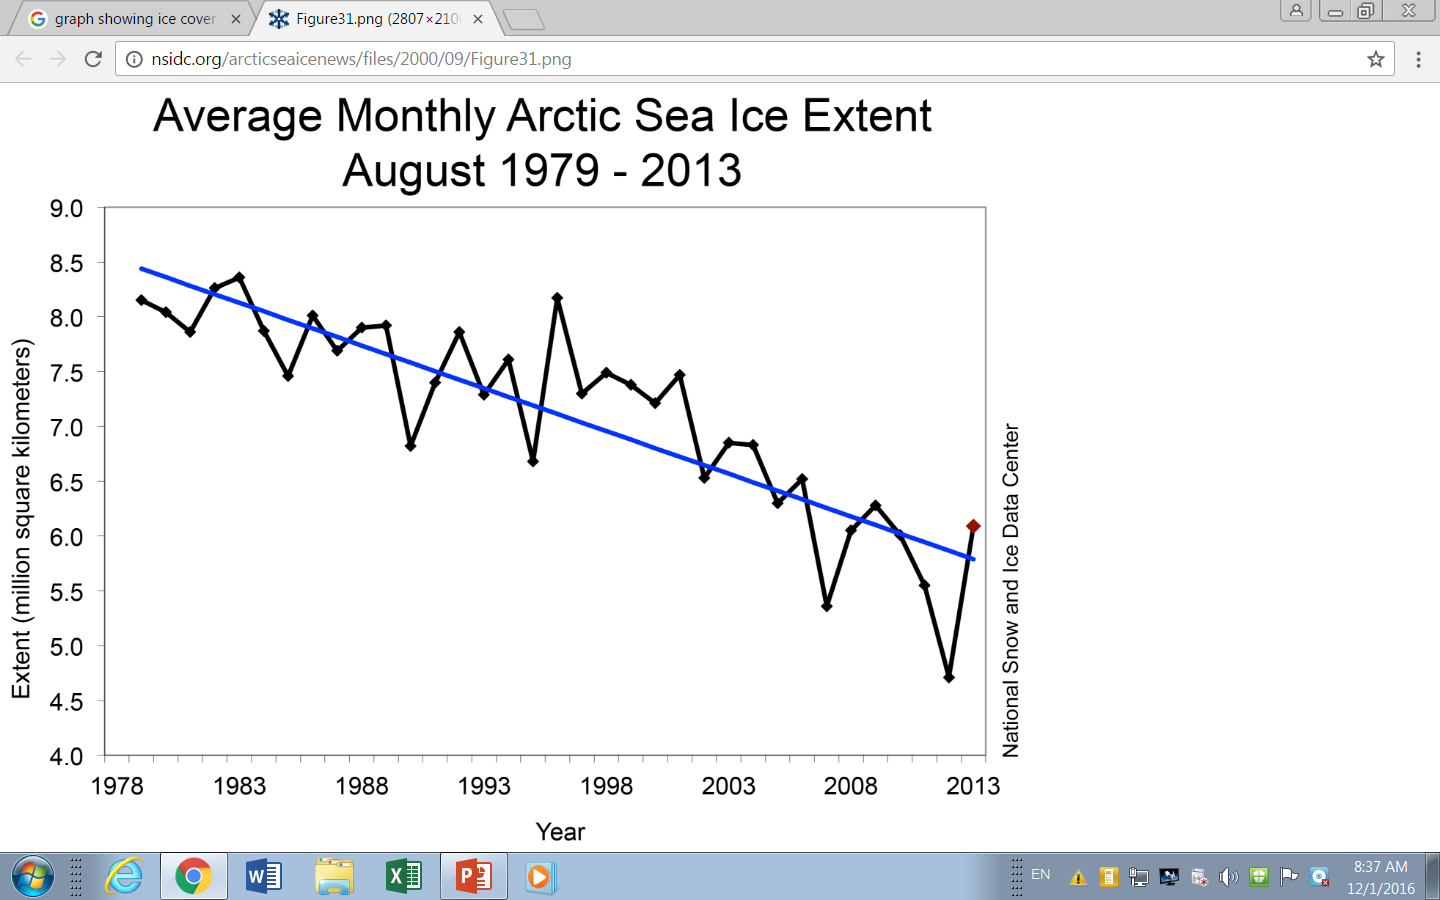 graph showing ice cover
Figure31.png (2807×210
nsidc.org/arcticseaicenews/files/2000/09/Figure31.png
Average Monthly Arctic Sea Ice Extent
August 1979 - 2013
Extent (million square kilometers)
9.0
8.5
8.0
7.5
7.0
6.5
6.0
5.5
5.0
4.5
4.0
1978 1983 1988 1993 1998 2003 2008 2013
Year
National Snow and Ice Data Center
EN
8:37 AM
12/1/2016